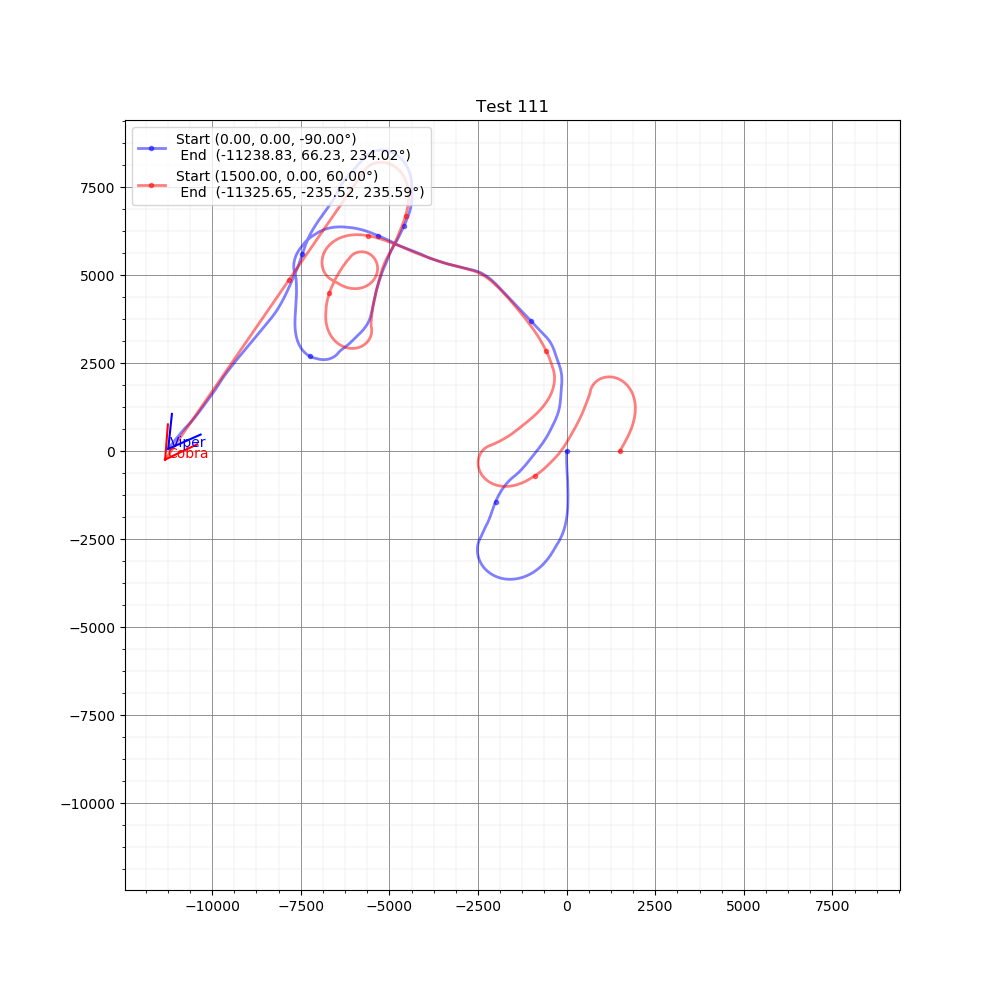 Test 111
Start (0.00, 0.00, -90.00°)
End (-11238.83, 66.23, 234.02°)
Start (1500.00, 0.00, 60.00°)
End (-11325.65, -235.52, 235.59°)
7500
5000
2500
0
−2500
−5000
−7500
−10000
Viper
Cobra
−10000 −7500 −5000 −2500 0 2500 5000 7500